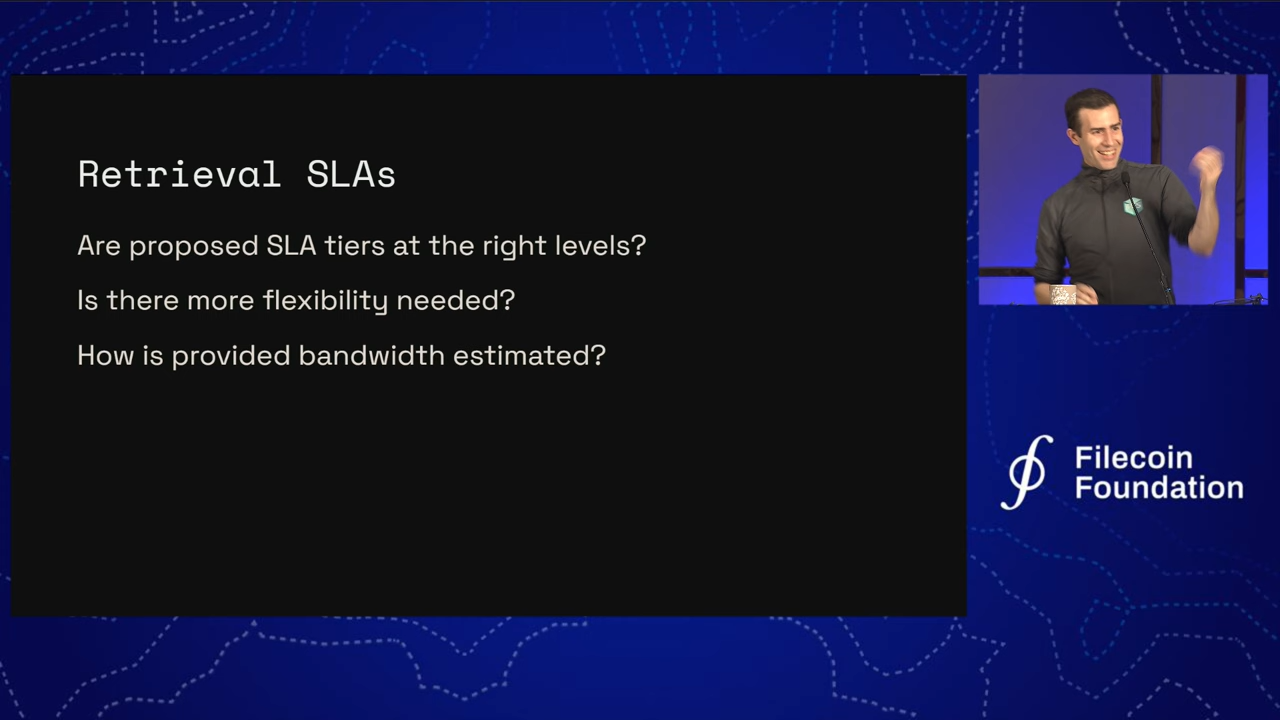 Retrieval SLAs
Are proposed SLA tiers at the right levels?
Is there more flexibility needed?
How is provided bandwidth estimated?
Filecoin
Foundation